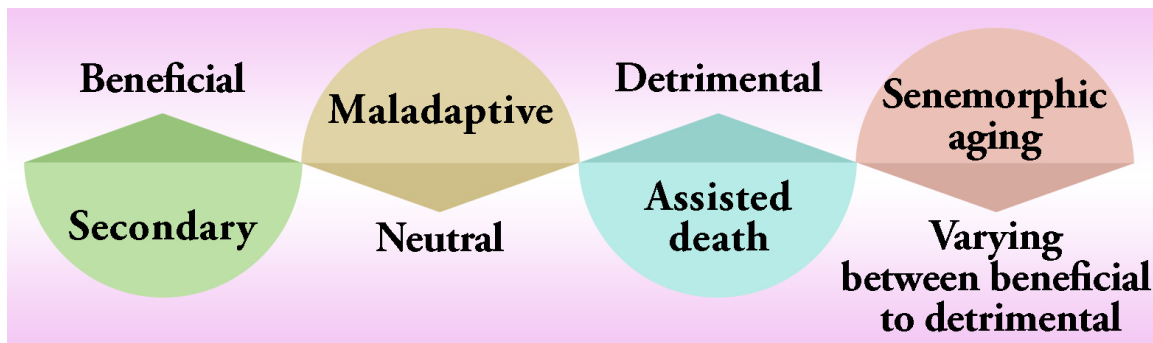 Beneficial
Secondary
Maladaptive
Neutral
Detrimental
Assisted
death
Senemorphic
aging
Varying
between beneficial
to detrimental